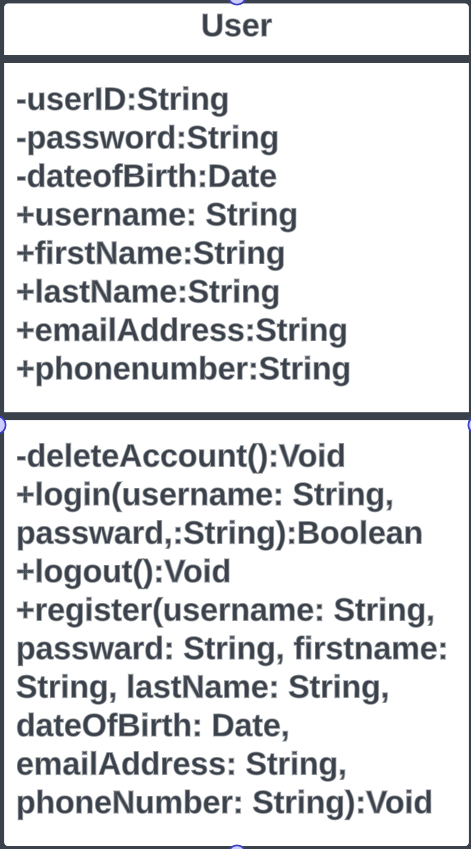 User
-userID:String
-password:String
-dateofBirth:Date
+username: String
+firstName:String
+lastName:String
+emailAddress:String
+phonenumber:String
-deleteAccount():Void
+login(username: String,
passward,:String):Boolean
+logout():Void
+register(username: String,
passward: String, firstname:
String, lastName: String,
dateOfBirth: Date,
emailAddress: String,
phoneNumber: String):Void